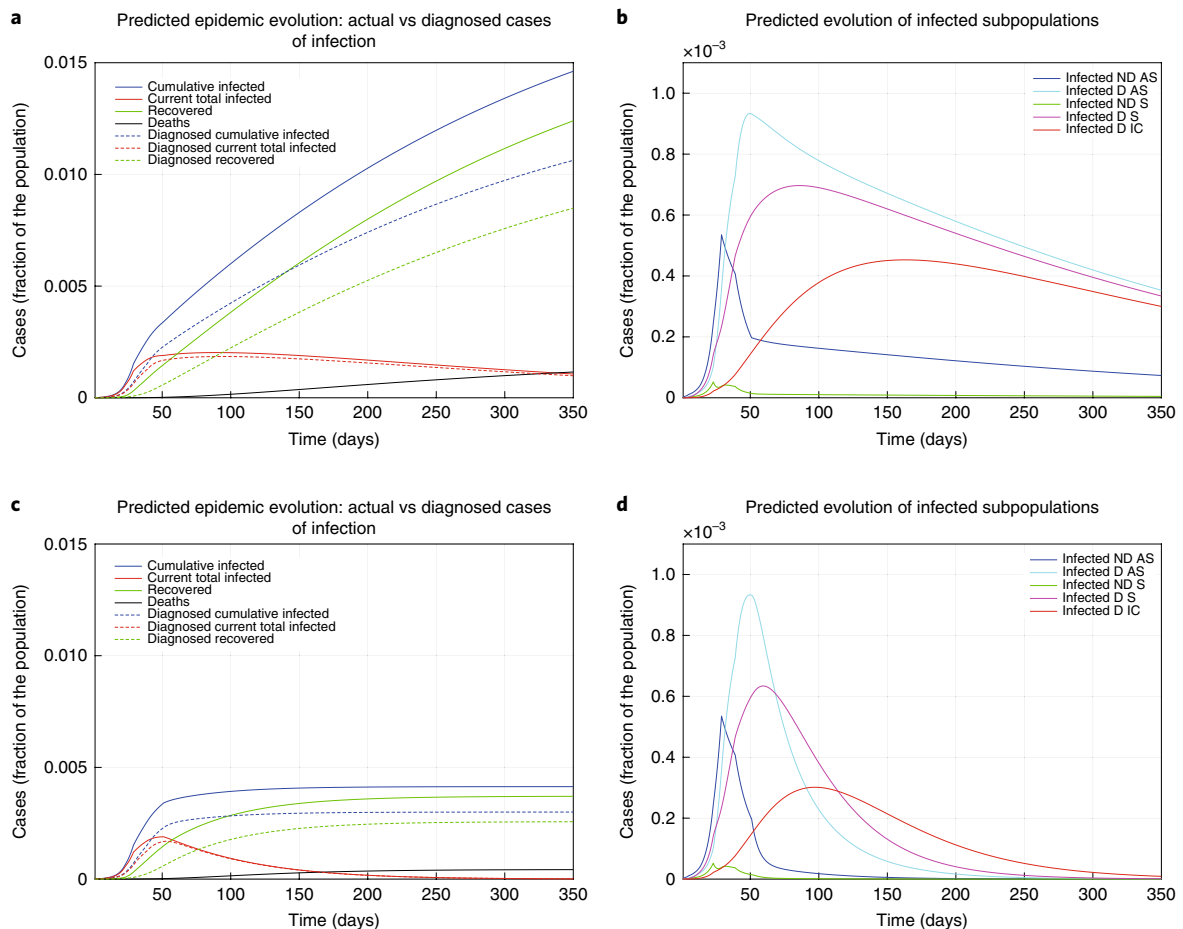 a
Predicted epidemic evolution: actual vs diagnosed cases
of infection
0.015
0.010
0.005
0
Cases (fraction of the population)
Cumulative infected
Current total infected
Recovered
Deaths
Diagnosed cumulative infected
Diagnosed current total infected
Diagnosed recovered
50 100 150 200 250 300 350
Time (days)
b
Predicted evolution of infected subpopulations
×10⁻³
1.0
0.8
0.6
0.4
0.2
0
Cases (fraction of the population)
Infected ND AS
Infected D AS
Infected ND S
Infected D S
Infected D IC
50 100 150 200 250 300 350
Time (days)
c
Predicted epidemic evolution: actual vs diagnosed cases
of infection
0.015
0.010
0.005
0
Cases (fraction of the population)
Cumulative infected
Current total infected
Recovered
Deaths
Diagnosed cumulative infected
Diagnosed current total infected
Diagnosed recovered
50 100 150 200 250 300 350
Time (days)
d
Predicted evolution of infected subpopulations
×10⁻³
1.0
0.8
0.6
0.4
0.2
0
Cases (fraction of the population)
Infected ND AS
Infected D AS
Infected ND S
Infected D S
Infected D IC
50 100 150 200 250 300 350
Time (days)